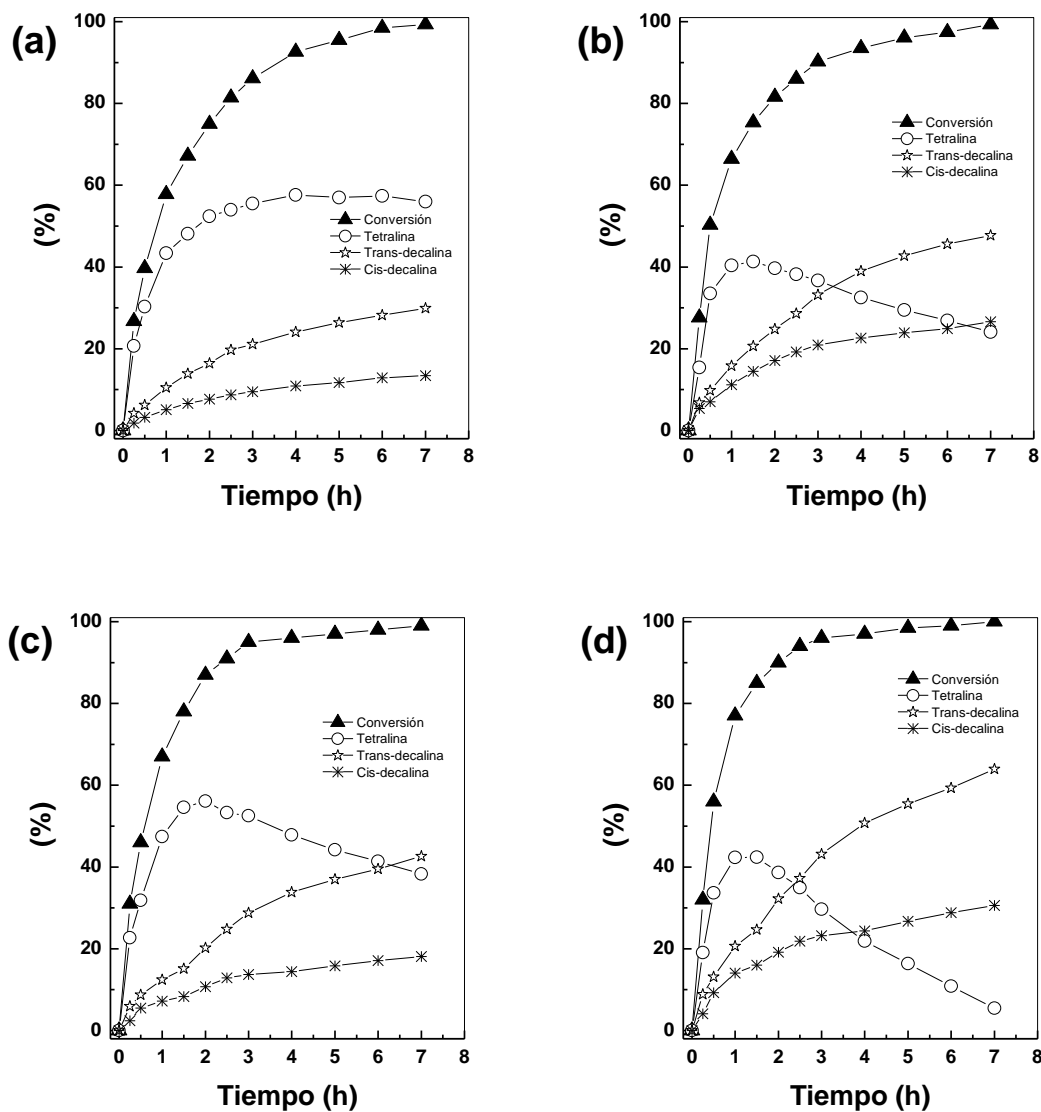 (a)
100
80
60
40
20
0
(%)
Conversión
Tetralina
Trans-decalina
Cis-decalina
0 1 2 3 4 5 6 7 8
Tiempo (h)
(b)
100
80
60
40
20
0
(%)
Conversión
Tetralina
Trans-decalina
Cis-decalina
0 1 2 3 4 5 6 7 8
Tiempo (h)
(c)
100
80
60
40
20
0
(%)
Conversión
Tetralina
Trans-decalina
Cis-decalina
0 1 2 3 4 5 6 7 8
Tiempo (h)
(d)
100
80
60
40
20
0
(%)
Conversión
Tetralina
Trans-decalina
Cis-decalina
0 1 2 3 4 5 6 7 8
Tiempo (h)